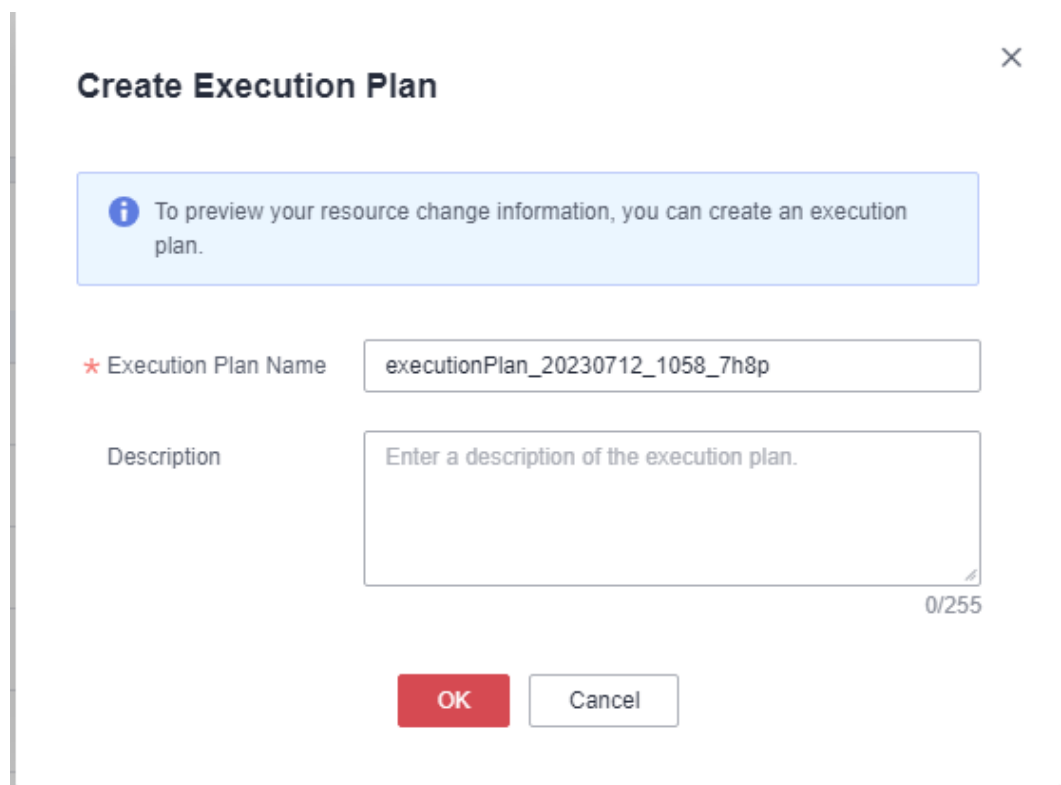 Create Execution Plan
To preview your resource change information, you can create an execution
plan.
* Execution Plan Name executionPlan_20230712_1058_7h8p
Description Enter a description of the execution plan.
0/255
OK Cancel